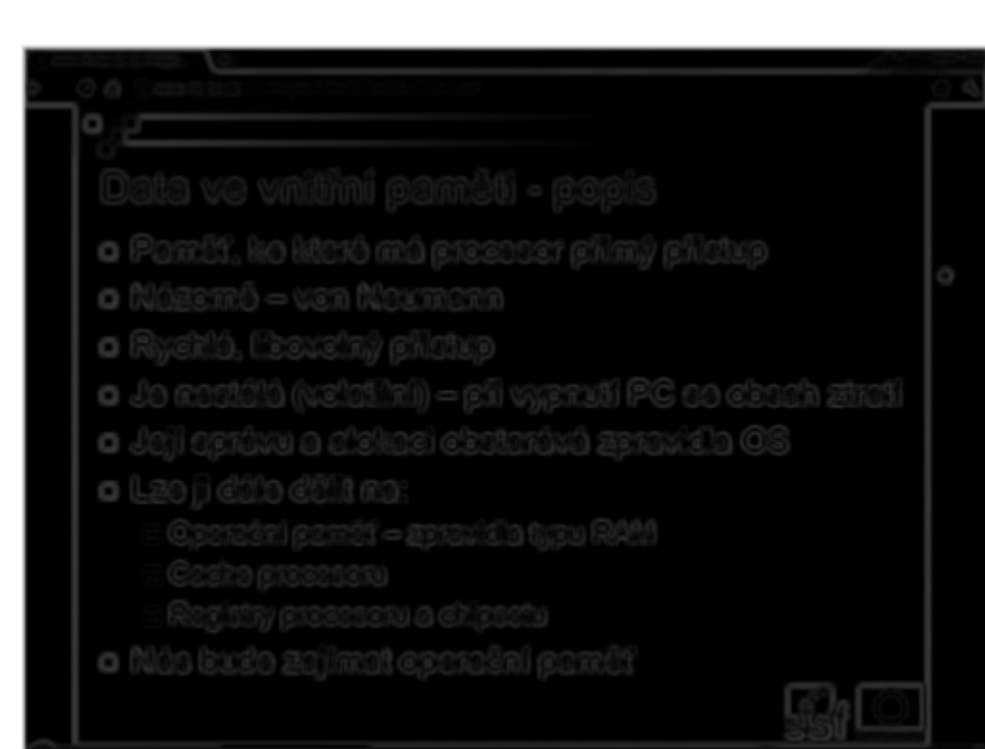 Data ve vnitřní paměti - popis
Paměť, ke které má procesor přímý přístup
Názorně – von Neumann
Rychlé, libovolný přístup
Je nestálá (volatilní) – při vypnutí PC se obsah ztratí
Její správu a alokaci obstarává zpravidla OS
Lze ji dále dělit na:
Operační paměť – zpravidla typu RAM
Cache procesoru
Registry procesoru a chipsetu
Nás bude zajímat operační paměť